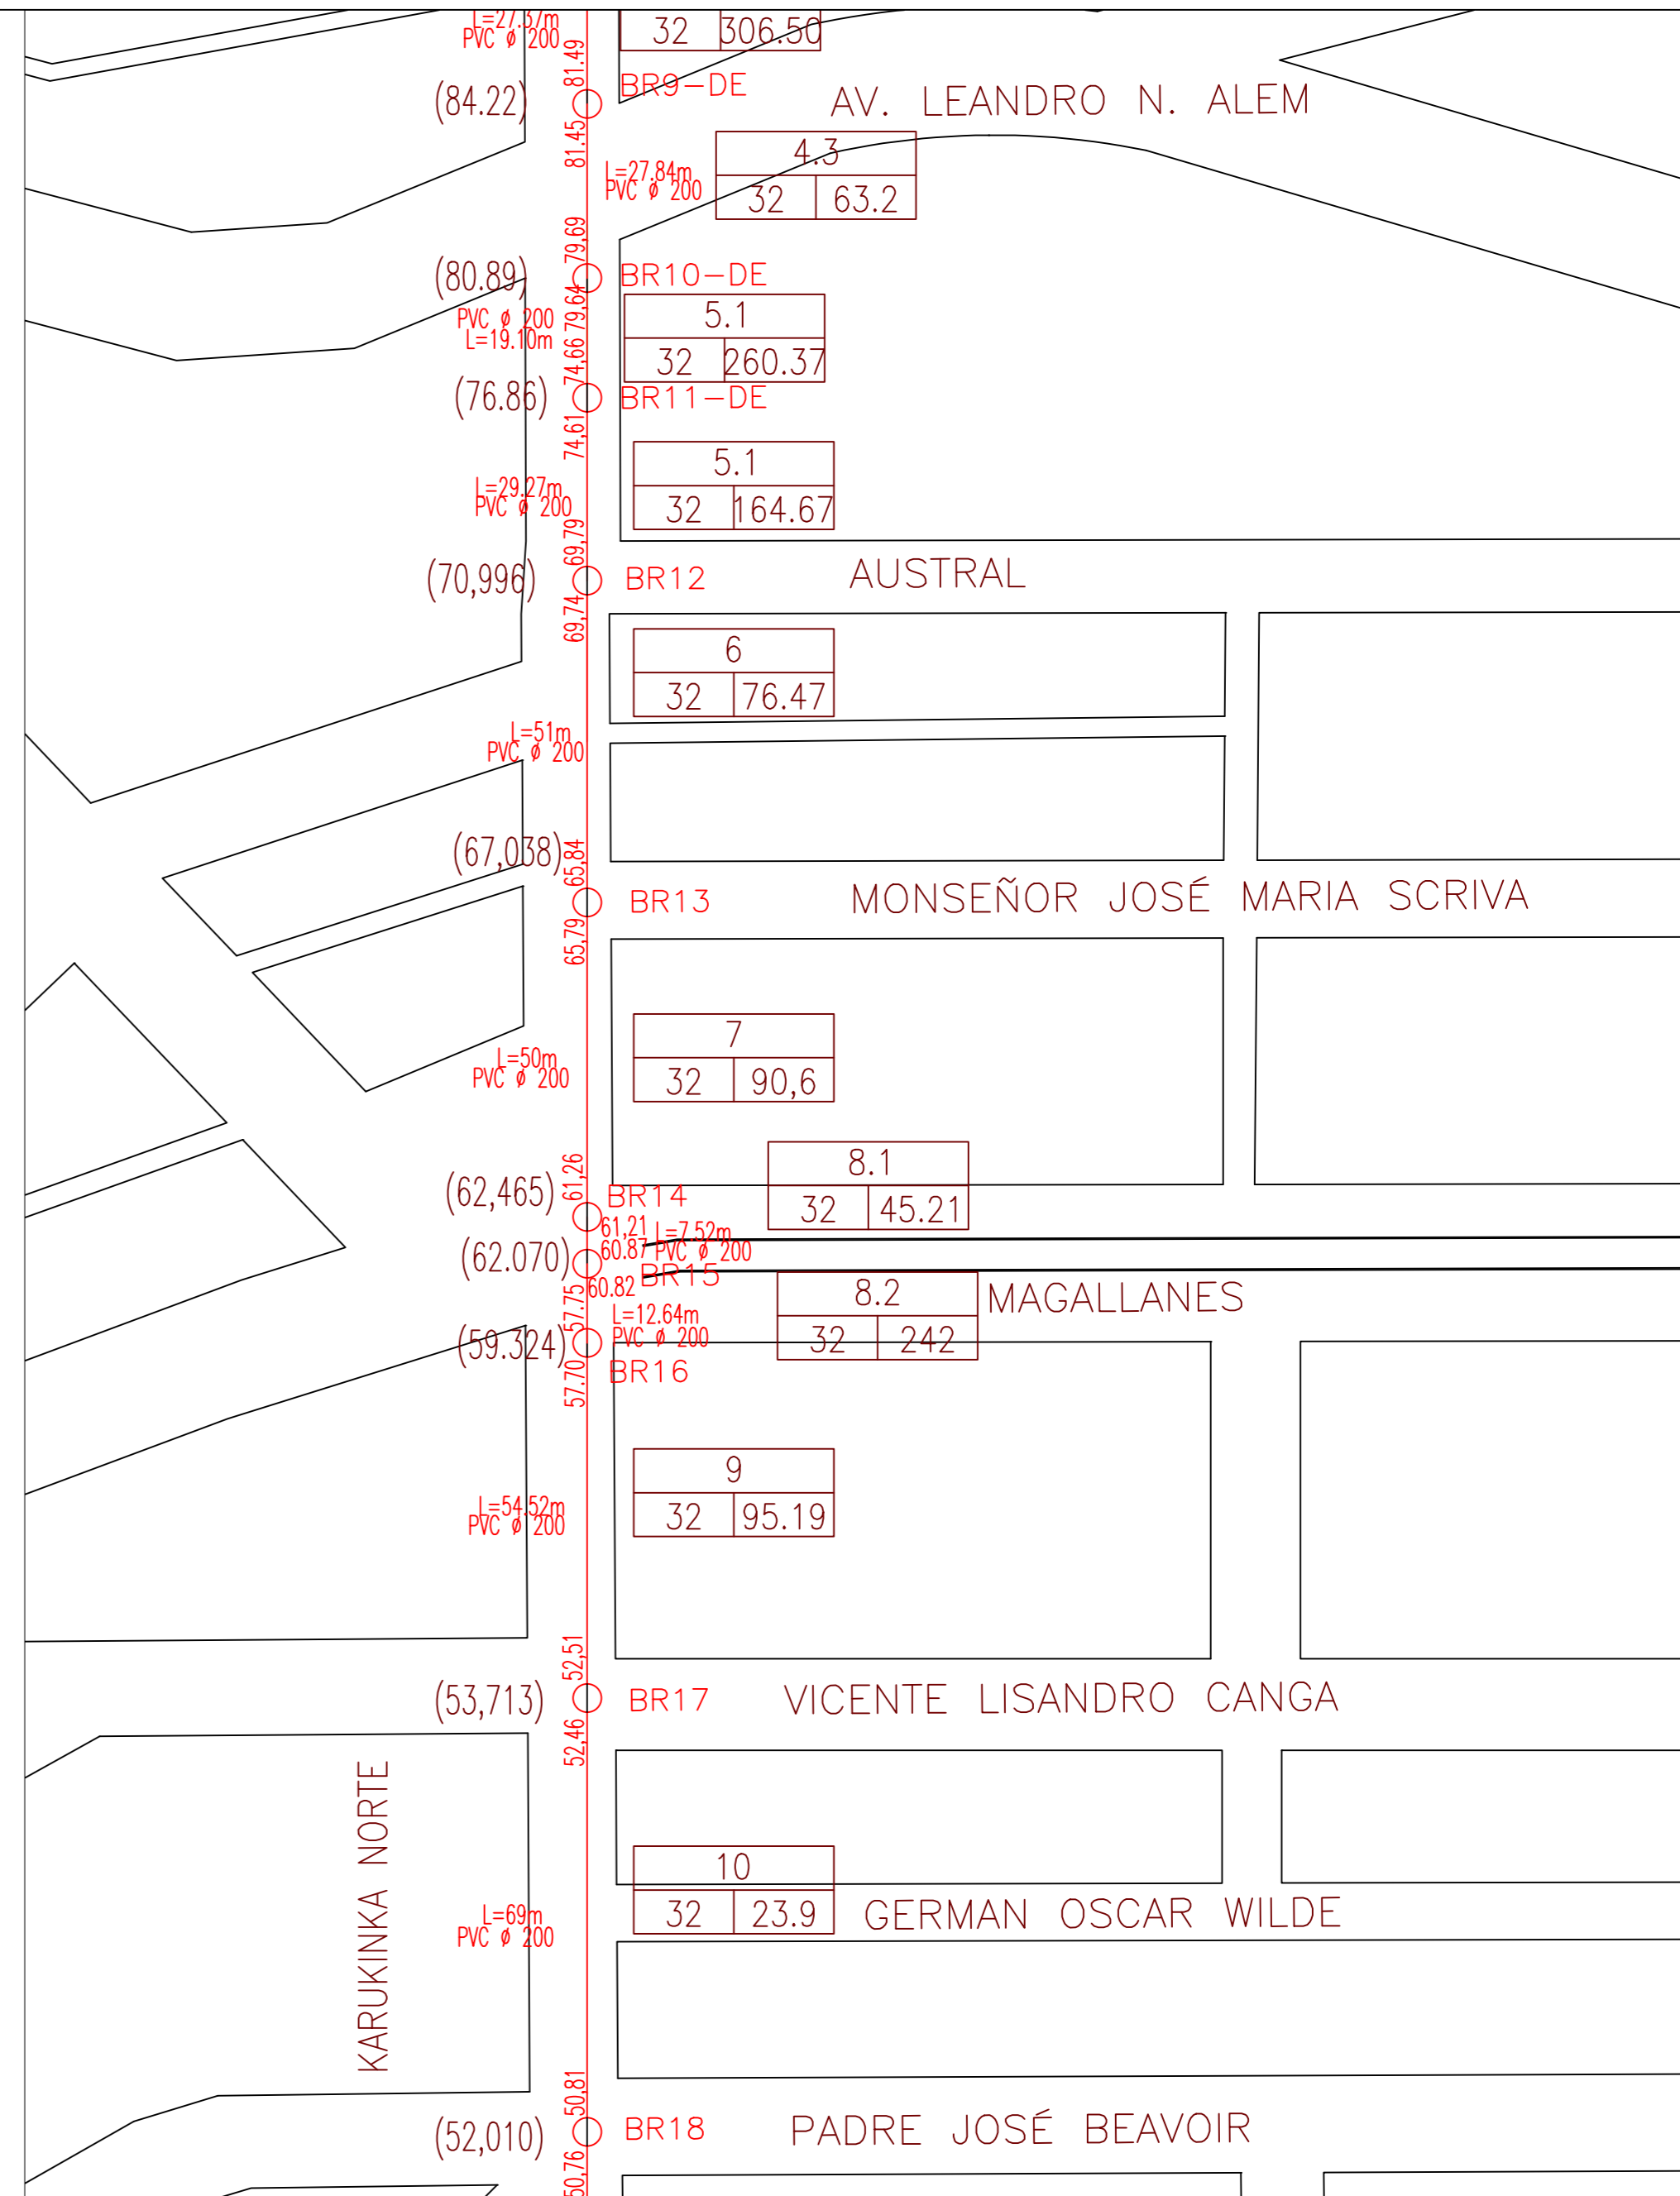 L=27.37m
PVC ø 200
32 306.50
81.49
BR9-DE
(84.22)
AV. LEANDRO N. ALEM
81.45
4.3
32 63.2
L=27.84m
PVC ø 200
79,69
(80.89)
BR10-DE
79,64
PVC ø 200
L=19.10m
5.1
32 260.37
74,66
(76.86)
BR11-DE
74,61
5.1
32 164.67
L=29.27m
PVC ø 200
69,79
(70,996)
BR12
AUSTRAL
69,74
6
32 76.47
L=51m
PVC ø 200
65,84
(67,038)
BR13
MONSEÑOR JOSÉ MARIA SCRIVA
65,79
7
32 90,6
L=50m
PVC ø 200
61,26
8.1
32 45.21
(62,465)
BR14
61,21
L=7.52m
PVC ø 200
60.87
(62.070)
BR15
60.82
57.75
8.2
32 242
MAGALLANES
L=12.64m
PVC ø 200
(59.324)
BR16
57.70
9
32 95.19
L=54.52m
PVC ø 200
52,51
(53,713)
BR17
VICENTE LISANDRO CANGA
52,46
KARUKINKA NORTE
10
32 23.9
GERMAN OSCAR WILDE
L=69m
PVC ø 200
50,81
(52,010)
BR18
PADRE JOSÉ BEAVOIR
50,76